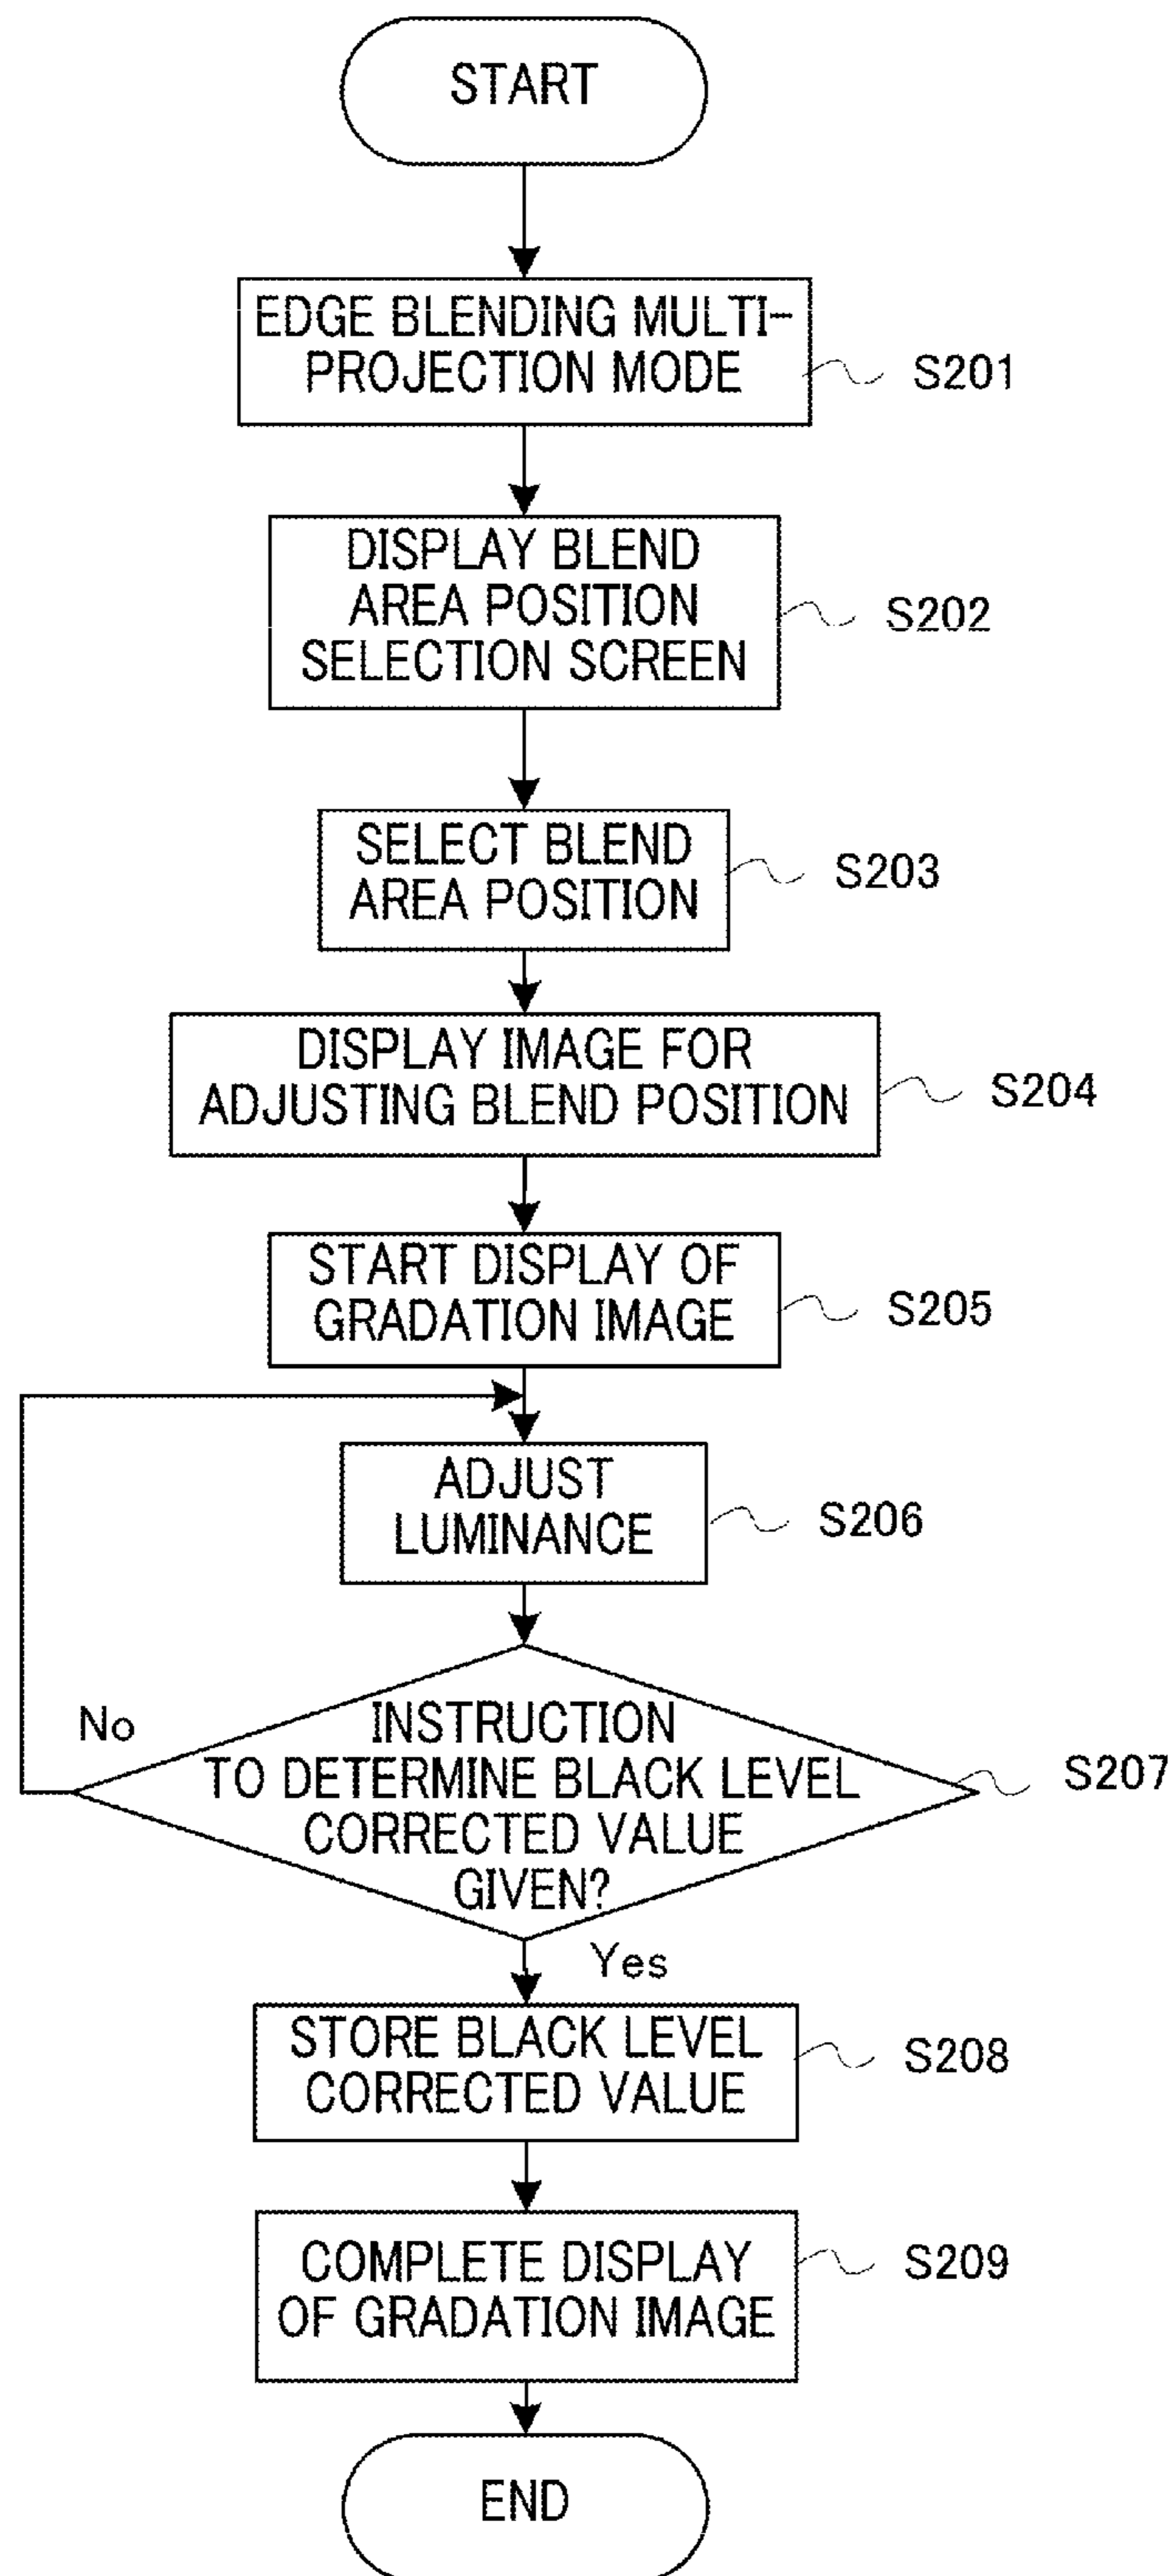 START
EDGE BLENDING MULTI-
PROJECTION MODE
S201
DISPLAY BLEND
AREA POSITION
SELECTION SCREEN
S202
SELECT BLEND
AREA POSITION
S203
DISPLAY IMAGE FOR
ADJUSTING BLEND POSITION
S204
START DISPLAY OF
GRADATION IMAGE
S205
ADJUST
LUMINANCE
S206
No
INSTRUCTION
TO DETERMINE BLACK LEVEL
CORRECTED VALUE
GIVEN?
S207
Yes
STORE BLACK LEVEL
CORRECTED VALUE
S208
COMPLETE DISPLAY
OF GRADATION IMAGE
S209
END